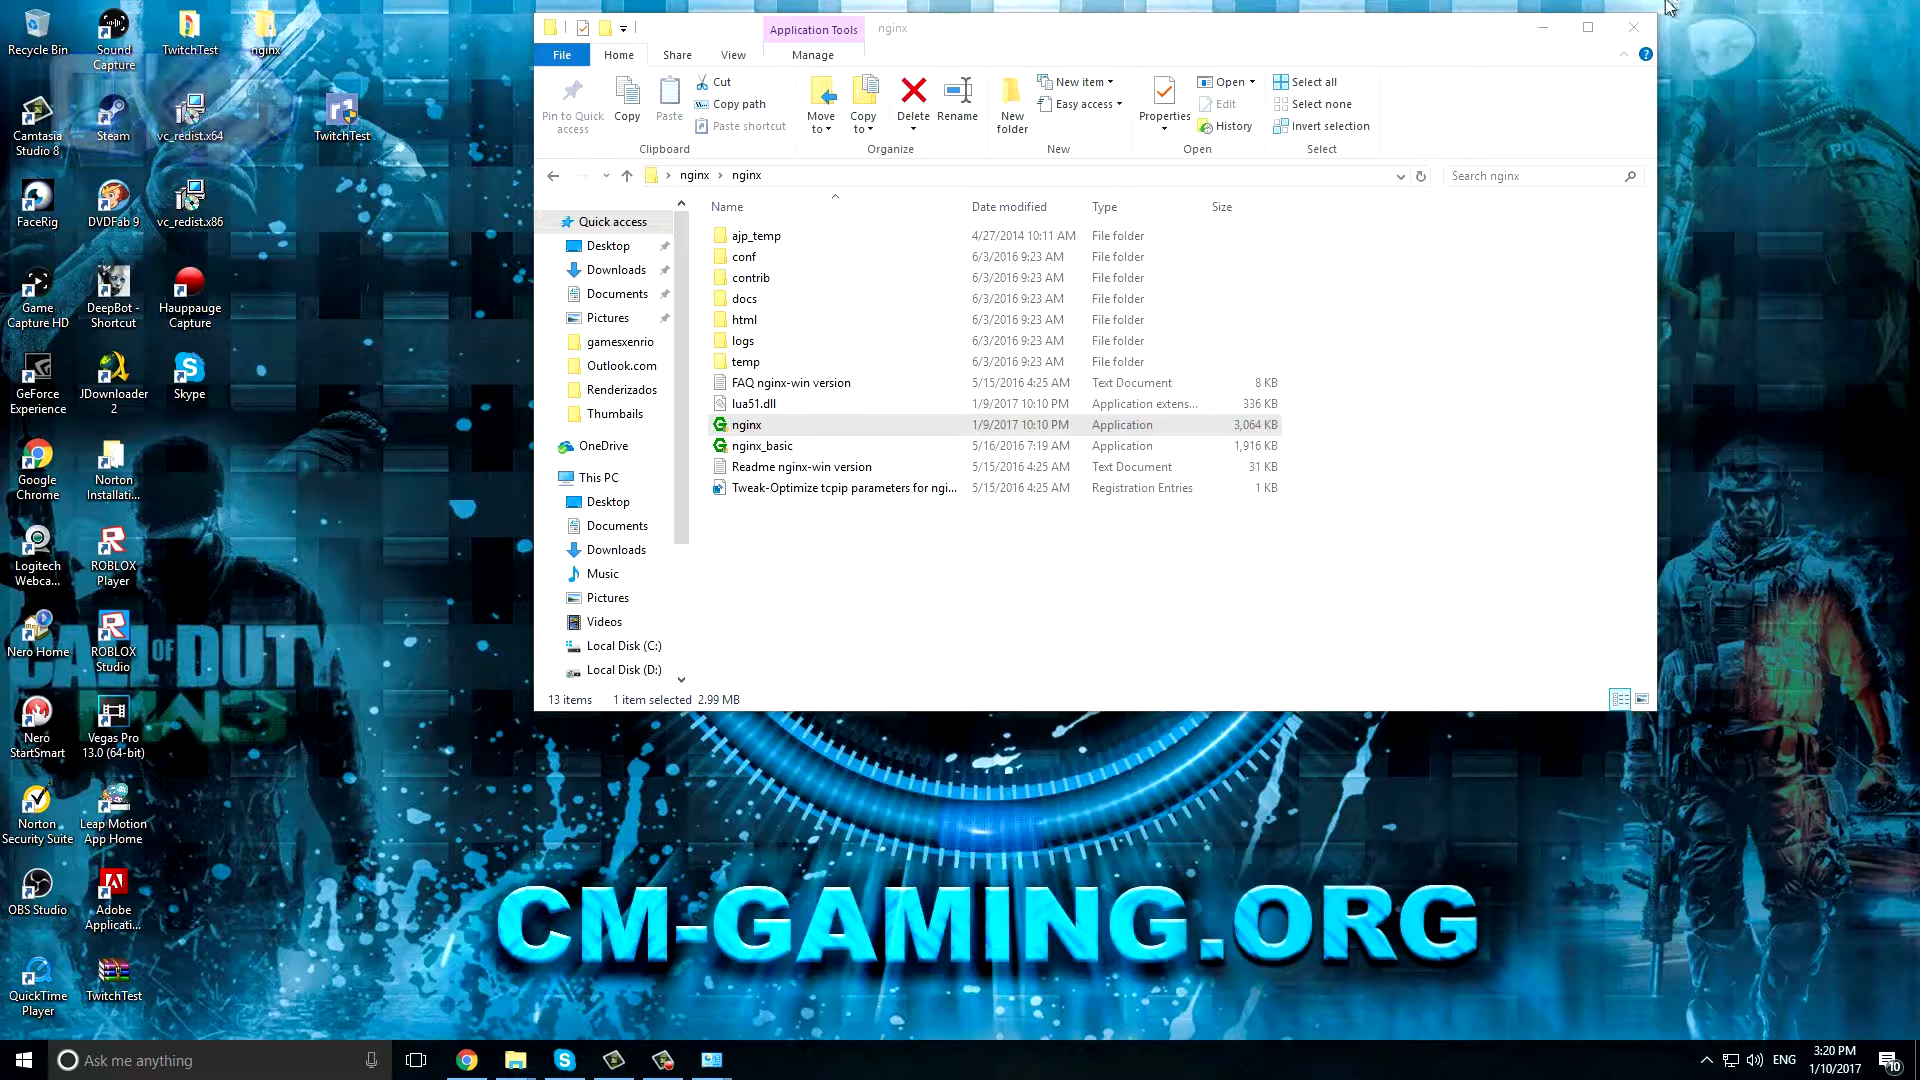 Recycle Bin
Sound
Capture
TwitchTest
nginx
Camtasia
Studio 8
Steam
vc_redist.x64
TwitchTest
FaceRig
DVDFab 9
vc_redist.x86
Game
Capture HD
DeepBot -
Shortcut
Hauppauge
Capture
GeForce
Experience
JDownloader
2
Skype
Google
Chrome
Norton
Installati...
Logitech
Webca...
ROBLOX
Player
Nero Home
ROBLOX
Studio
Nero
StartSmart
Vegas Pro
13.0 (64-bit)
Norton
Security Suite
Leap Motion
App Home
OBS Studio
Adobe
Applicati...
QuickTime
Player
TwitchTest
Application Tools
nginx
File
Home
Share
View
Manage
Pin to Quick
access
Copy
Paste
Cut
Copy path
Paste shortcut
Clipboard
Move
to
Copy
to
Delete
Rename
Organize
New
folder
New item
Easy access
New
Properties
Open
Edit
History
Open
Select all
Select none
Invert selection
Select
nginx > nginx
Search nginx
Quick access
Desktop
Downloads
Documents
Pictures
gamesxenrio
Outlook.com
Renderizados
Thumbails
OneDrive
This PC
Desktop
Documents
Downloads
Music
Pictures
Videos
Local Disk (C:)
Local Disk (D:)
Name Date modified Type Size
ajp_temp 4/27/2014 10:11 AM File folder
conf 6/3/2016 9:23 AM File folder
contrib 6/3/2016 9:23 AM File folder
docs 6/3/2016 9:23 AM File folder
html 6/3/2016 9:23 AM File folder
logs 6/3/2016 9:23 AM File folder
temp 6/3/2016 9:23 AM File folder
FAQ nginx-win version 5/15/2016 4:25 AM Text Document 8 KB
lua51.dll 1/9/2017 10:10 PM Application extens... 336 KB
nginx 1/9/2017 10:10 PM Application 3,064 KB
nginx_basic 5/16/2016 7:19 AM Application 1,916 KB
Readme nginx-win version 5/15/2016 4:25 AM Text Document 31 KB
Tweak-Optimize tcpip parameters for ngi... 5/15/2016 4:25 AM Registration Entries 1 KB
13 items 1 item selected 2.99 MB
CALL OF DUTY
MW3
POLIC
CM-GAMING.ORG
Ask me anything
ENG
3:20 PM
1/10/2017
10